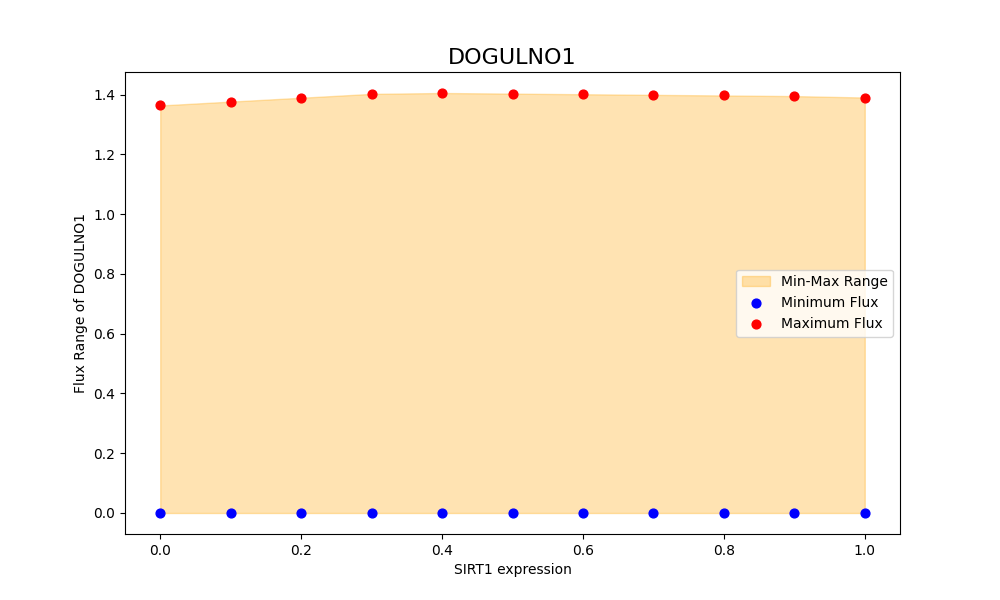 DOGULNO1
Flux Range of DOGULNO1
1.4
1.2
1.0
0.8
0.6
0.4
0.2
0.0
Min-Max Range
Minimum Flux
Maximum Flux
0.0 0.2 0.4 0.6 0.8 1.0
SIRT1 expression